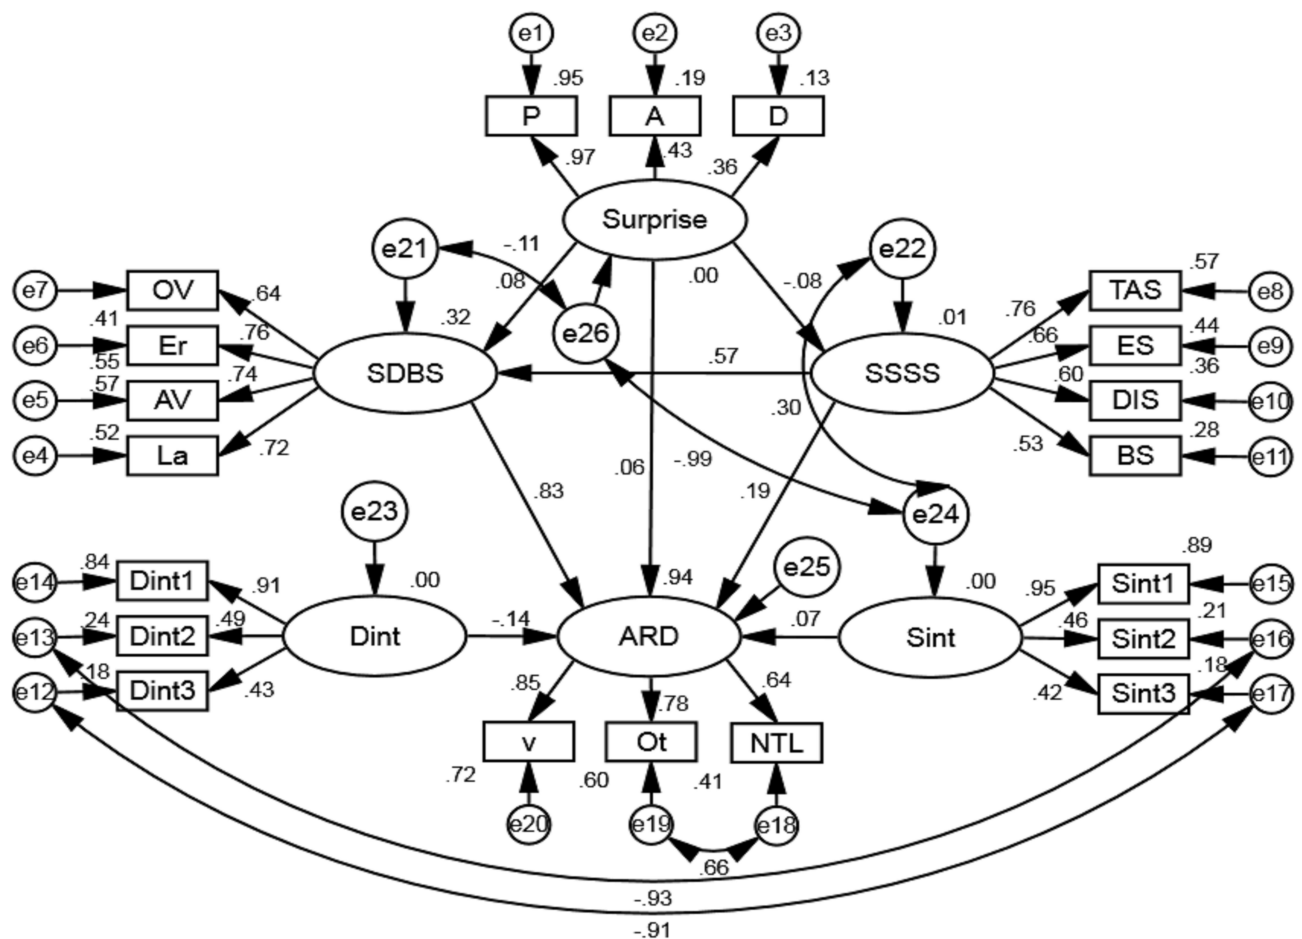 e1 e2 e3
.95 .19 .13
P A D
.97 .43 .36
Surprise
e21 -.11 e22
.08 .00 -.08
e7 OV .64 .57
TAS e8
.41 .32 e26 .01 .76
e6 Er .76 .66 ES .44 e9
.55 SDBS .57 SSSS .36
e5 .57 AV .74 .60 DIS e10
.30
e4 .52 La .72 .53 BS .28 e11
.06 -.99
.83 .19
e23 e24
e25 .89
e14 .84 Dint1 .91 .00 .94 .00 .95 Sint1 e15
e13 .24 Dint2 .49 Dint -.14 ARD .07 Sint .46 Sint2 .21 e16
e12 .18 Dint3 .43 .42 Sint3 .18 e17
.85 .78 .64
v Ot NTL
.72 .60 .41
e20 e19 e18
.66
-.93
-.91